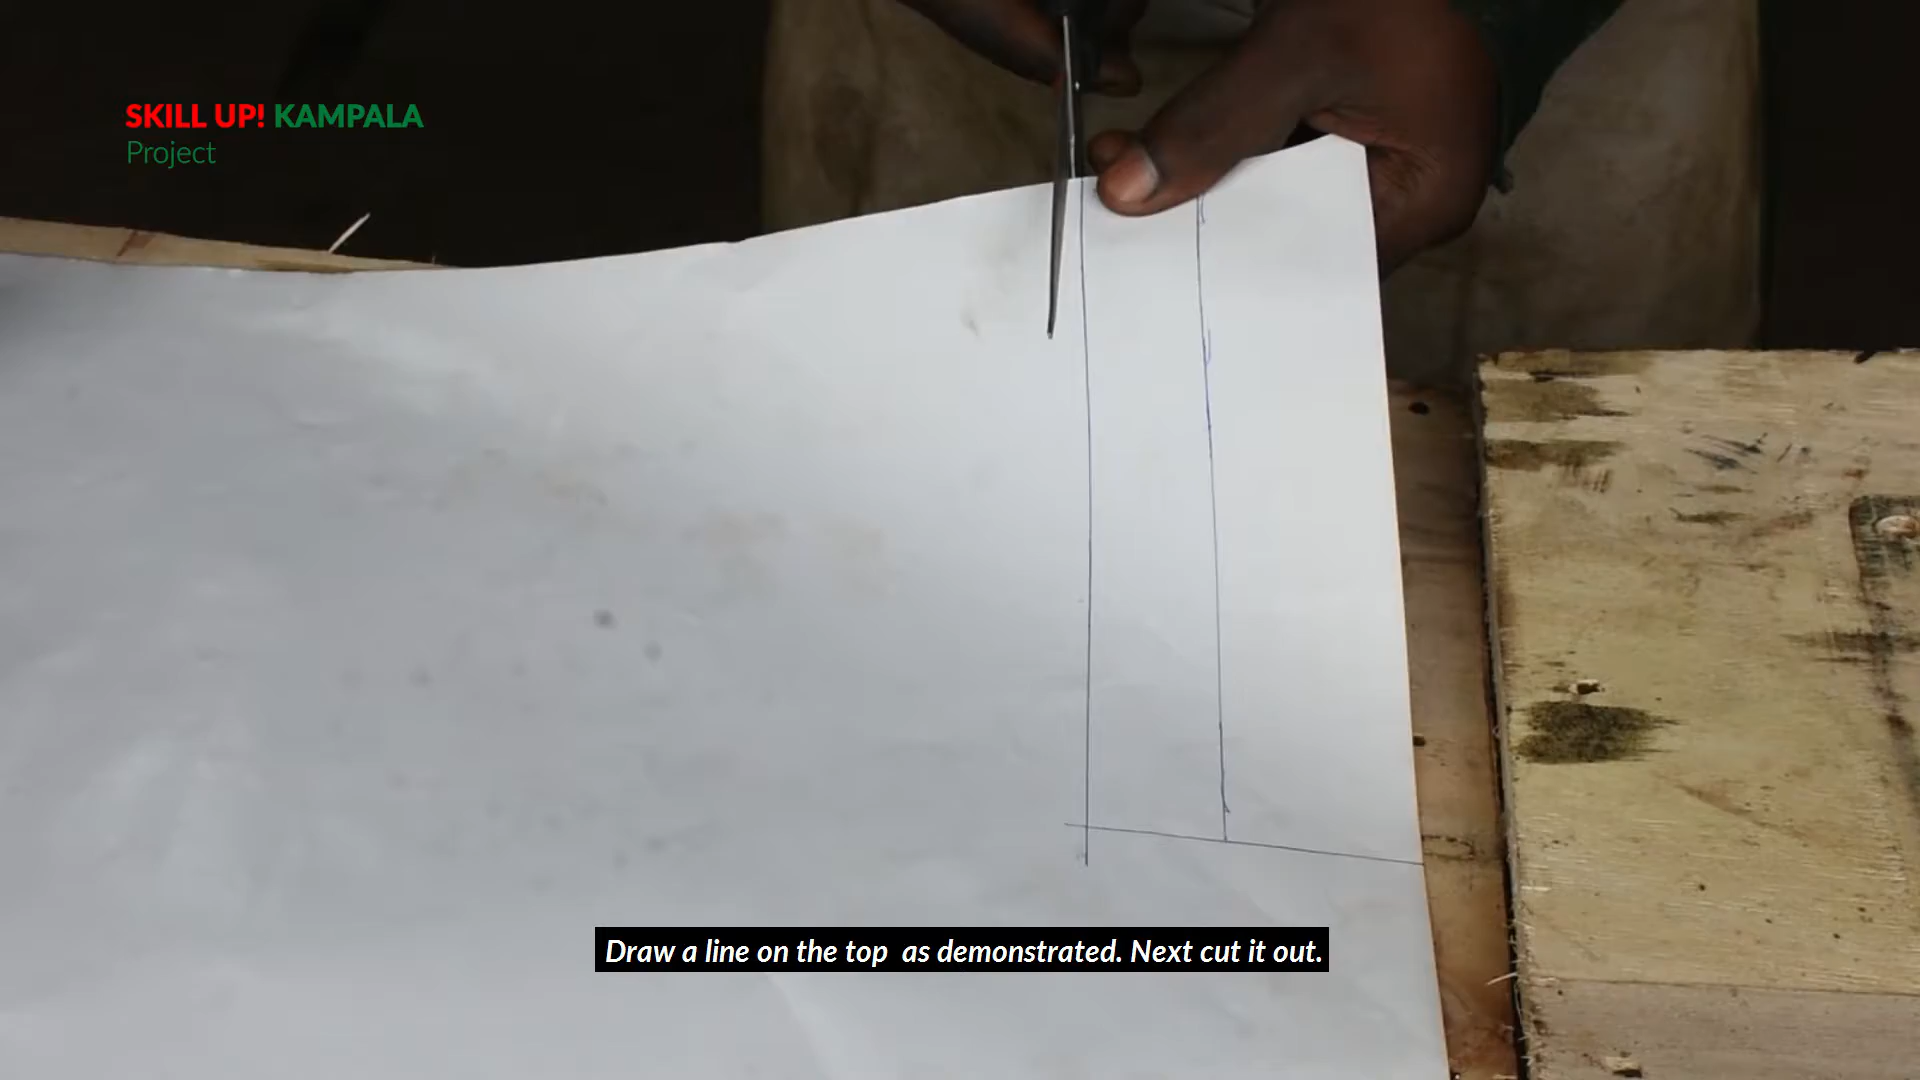 SKILL UP! KAMPALA
Project
Draw a line on the top  as demonstrated. Next cut it out.